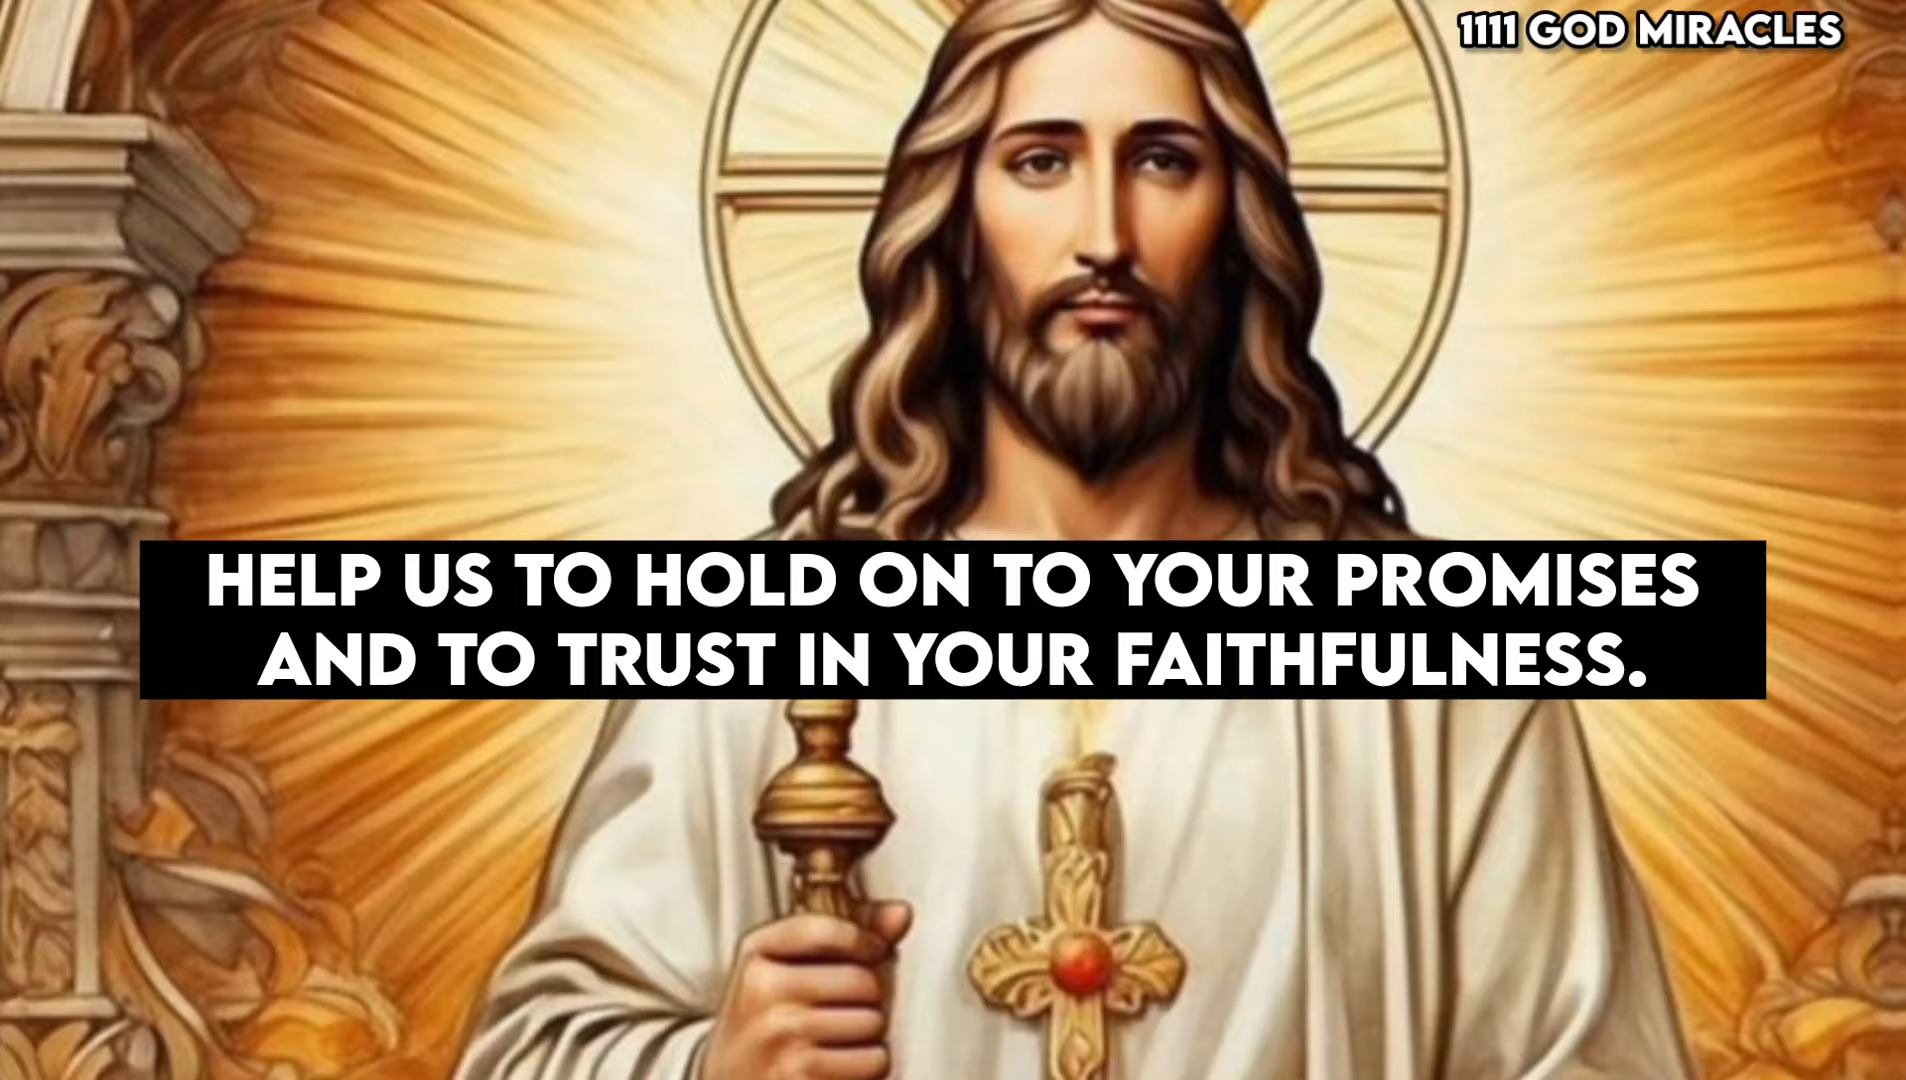 1111 GOD MIRACLES
HELP US TO HOLD ON TO YOUR PROMISES
AND TO TRUST IN YOUR FAITHFULNESS.